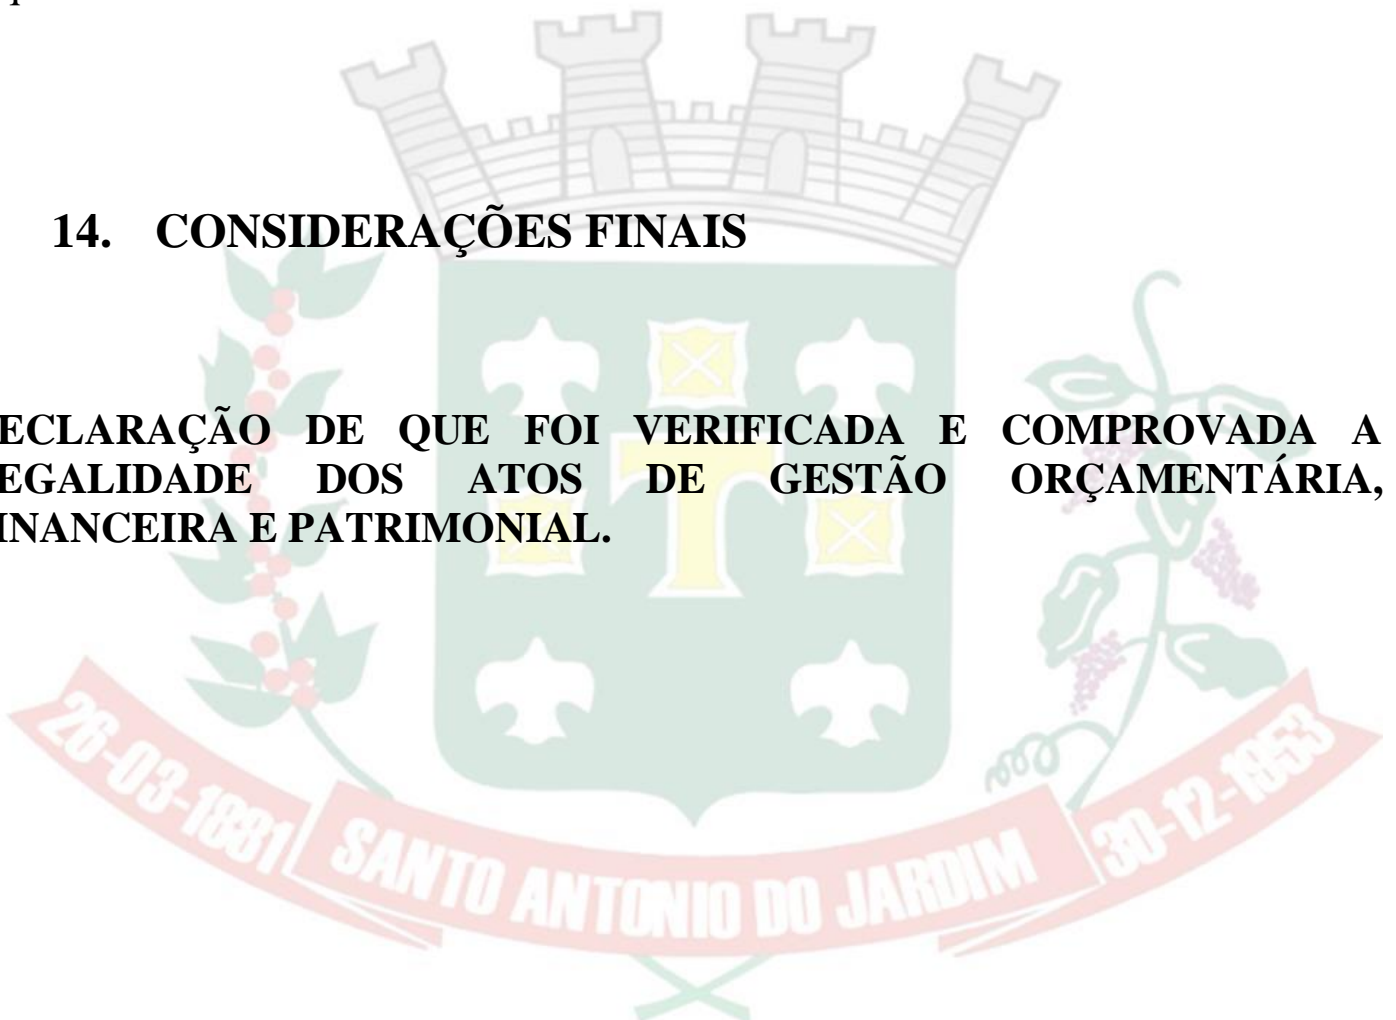 14. CONSIDERAÇÕES FINAIS
ECLARAÇÃO DE QUE FOI VERIFICADA E COMPROVADA A
EGALIDADE DOS ATOS DE GESTÃO ORÇAMENTÁRIA,
INANCEIRA E PATRIMONIAL.
26-03-1881 SANTO ANTONIO DO JARDIM 30-12-1953